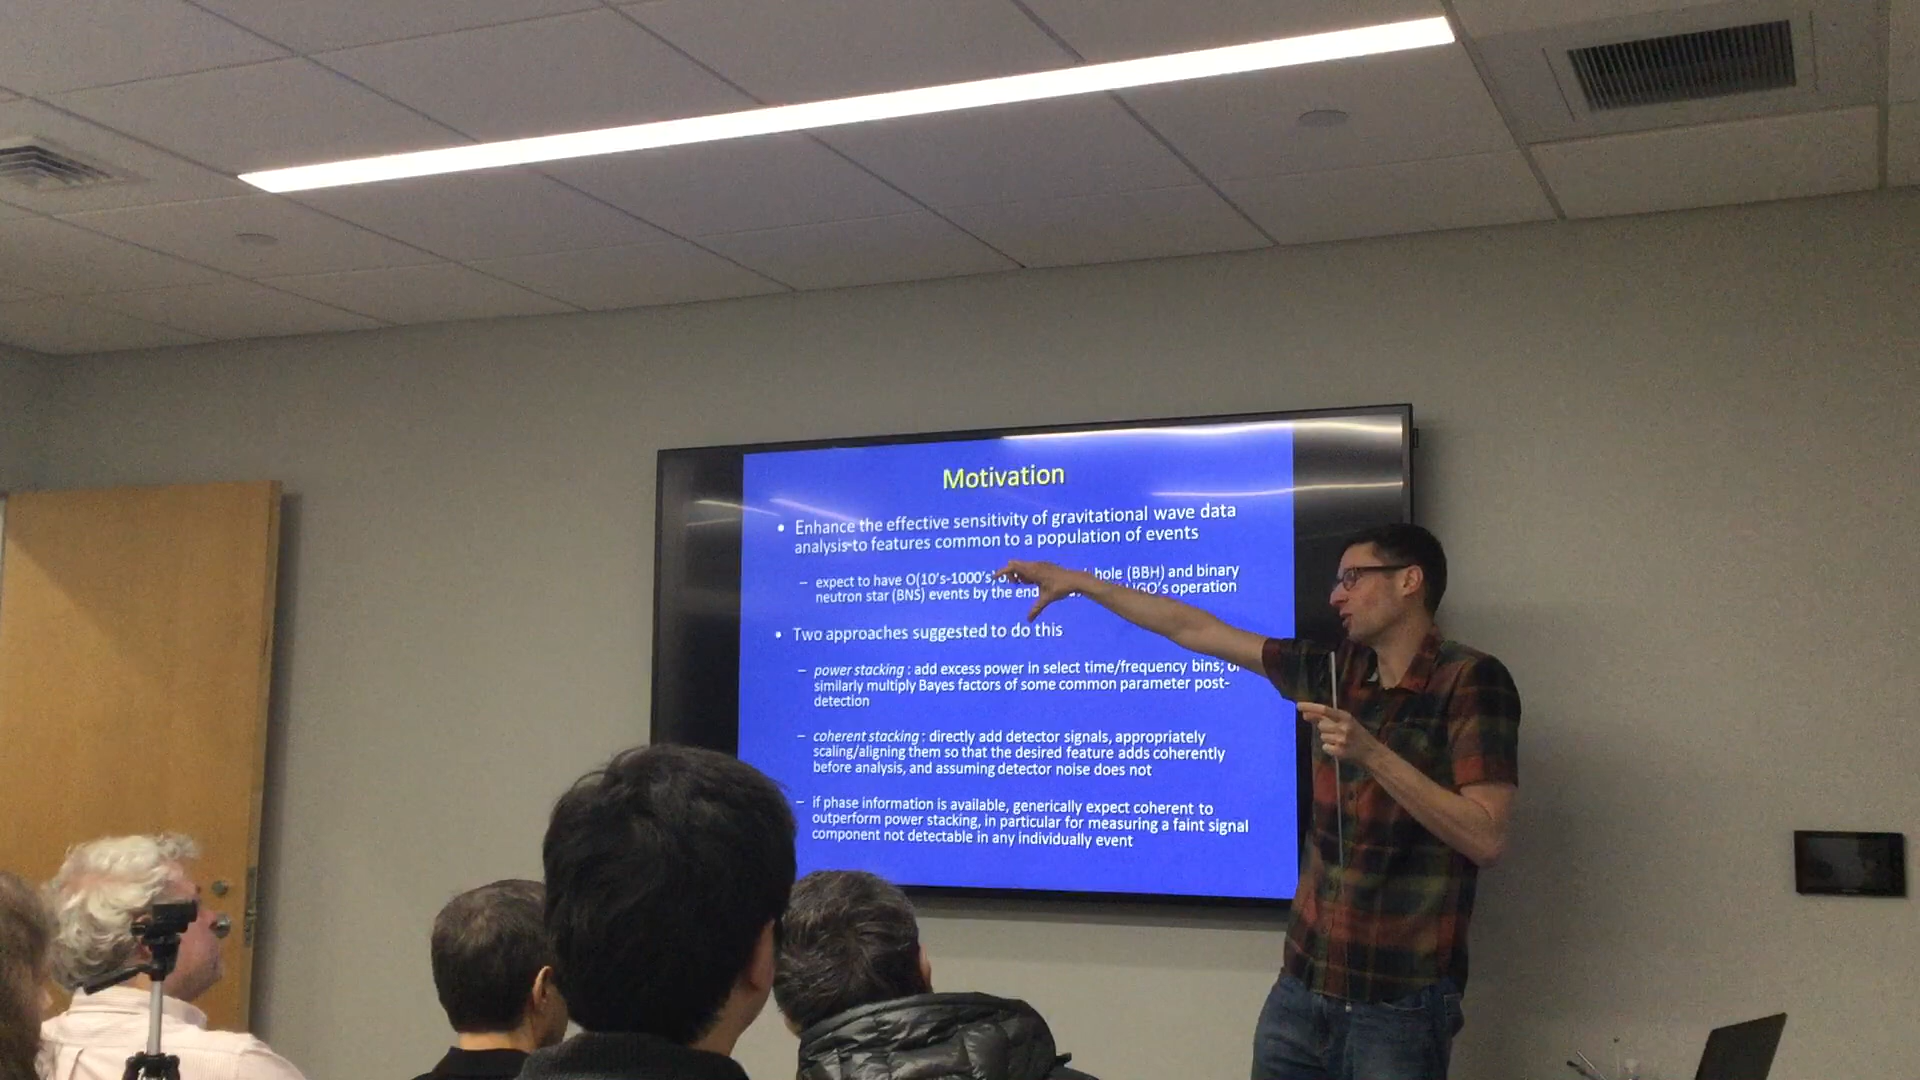 Motivation
• Enhance the effective sensitivity of gravitational wave data
analysis to features common to a population of events
– expect to have O(10's-1000's) hole (BBH) and binary
neutron star (BNS) events by the end LIGO's operation
• Two approaches suggested to do this
– power stacking : add excess power in select time/frequency bins; or
similarly multiply Bayes factors of some common parameter post-
detection
– coherent stacking : directly add detector signals, appropriately
scaling/aligning them so that the desired feature adds coherently
before analysis, and assuming detector noise does not
– if phase information is available, generically expect coherent to
outperform power stacking, in particular for measuring a faint signal
component not detectable in any individually event